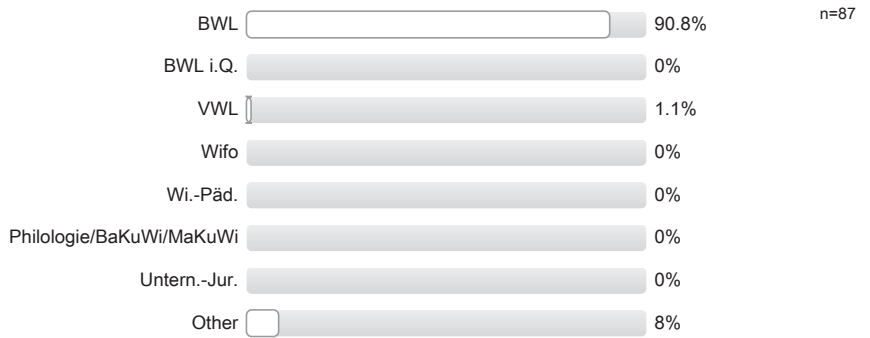 BWL 90.8% n=87
BWL i.Q. 0%
VWL 1.1%
Wifo 0%
Wi.-Päd. 0%
Philologie/BaKuWi/MaKuWi 0%
Untern.-Jur. 0%
Other 8%